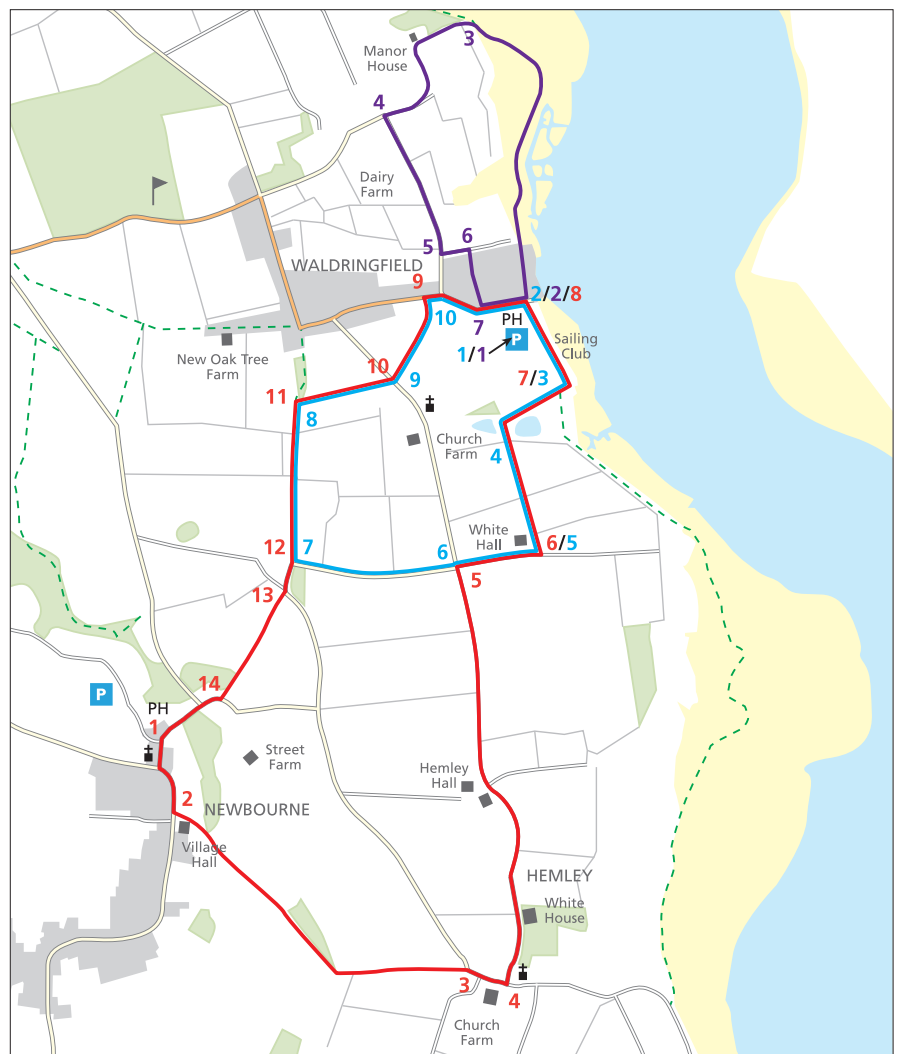 3
Manor
House
4
Dairy
Farm
6
5
WALDRINGFIELD
9
2/2/8
10
7
PH
P
1/1
Sailing
Club
New Oak Tree
Farm
10
9
7/3
11
8
Church
Farm
4
White
Hall
12
7
6
6/5
5
13
14
P
PH
1
Street
Farm
Hemley
Hall
2
NEWBOURNE
Village
Hall
HEMLEY
White
House
3
4
Church
Farm